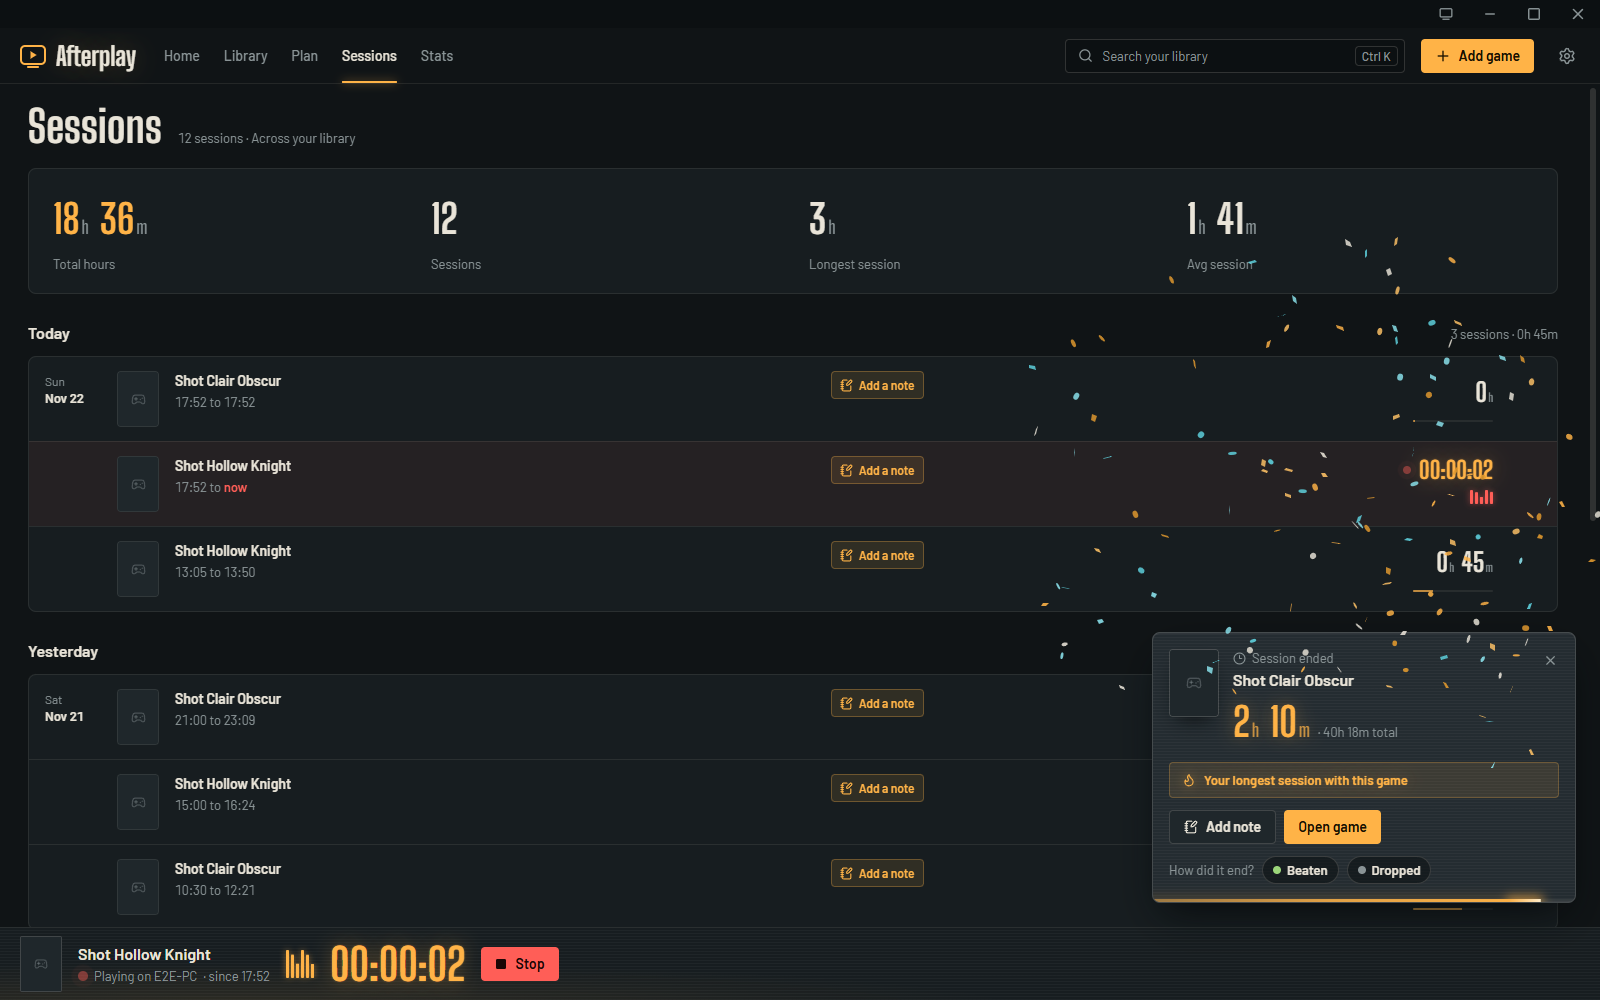 Afterplay
Home
Library
Plan
Sessions
Stats
Search your library
Ctrl K
Add game
Sessions
12 sessions · Across your library
18h 36m
12
3h
1h 41m
Total hours
Sessions
Longest session
Avg session
Today
3 sessions · 0h 45m
Sun
Nov 22
Shot Clair Obscur
17:52 to 17:52
Add a note
0h
Shot Hollow Knight
17:52 to now
Add a note
00:00:02
Shot Hollow Knight
13:05 to 13:50
Add a note
0h 45m
Yesterday
Sat
Nov 21
Shot Clair Obscur
21:00 to 23:09
Add a note
Shot Hollow Knight
15:00 to 16:24
Add a note
Shot Clair Obscur
10:30 to 12:21
Add a note
Session ended
Shot Clair Obscur
2h 10m · 40h 18m total
Your longest session with this game
Add note
Open game
How did it end?
Beaten
Dropped
Shot Hollow Knight
Playing on E2E-PC · since 17:52
00:00:02
Stop